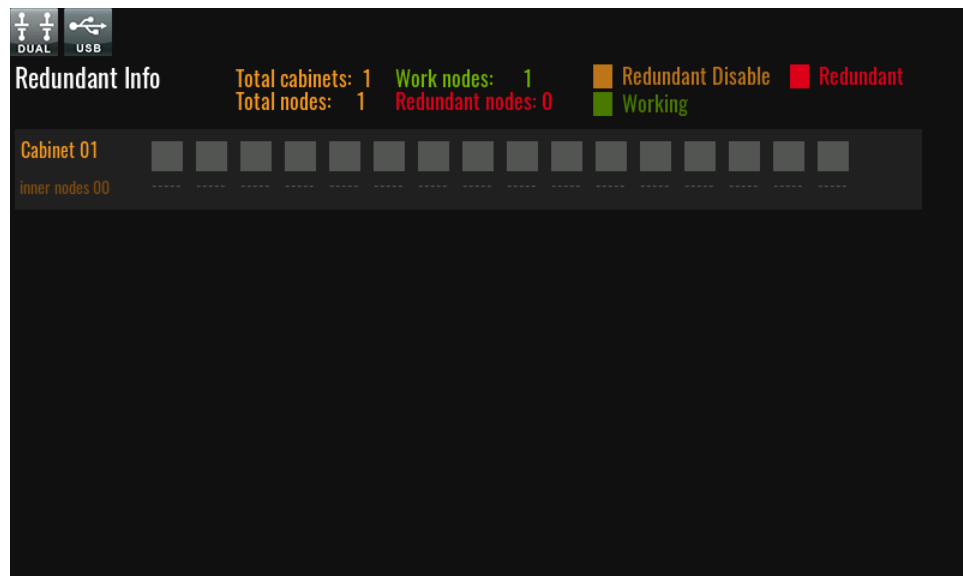 DUAL USB
Redundant Info
Total cabinets: 1 Work nodes: 1
Total nodes: 1 Redundant nodes: 0
Redundant Disable Redundant
Working
Cabinet 01
inner nodes 00 ----- ----- ----- ----- ----- ----- ----- ----- ----- ----- ----- ----- ----- ----- ----- -----